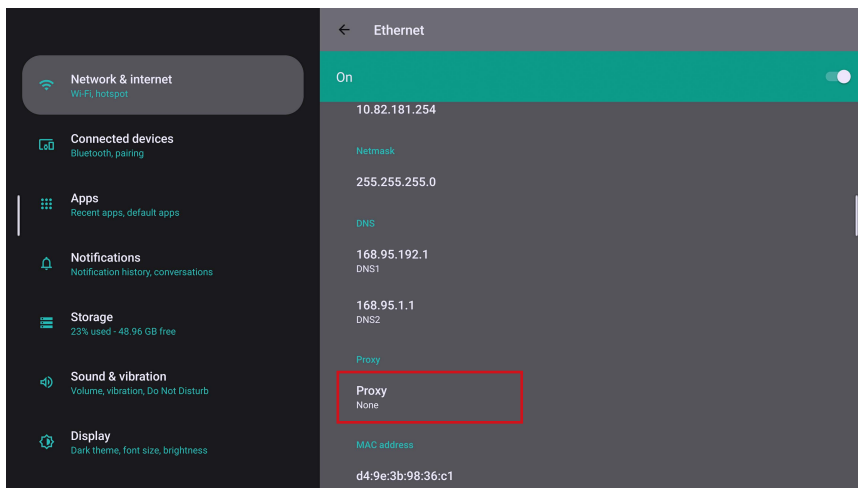 Network & internet
Wi-Fi, hotspot
Connected devices
Bluetooth, pairing
Apps
Recent apps, default apps
Notifications
Notification history, conversations
Storage
23% used - 48.96 GB free
Sound & vibration
Volume, vibration, Do Not Disturb
Display
Dark theme, font size, brightness
Ethernet
On
10.82.181.254
Netmask
255.255.255.0
DNS
168.95.192.1
DNS1
168.95.1.1
DNS2
Proxy
Proxy
None
MAC address
d4:9e:3b:98:36:c1